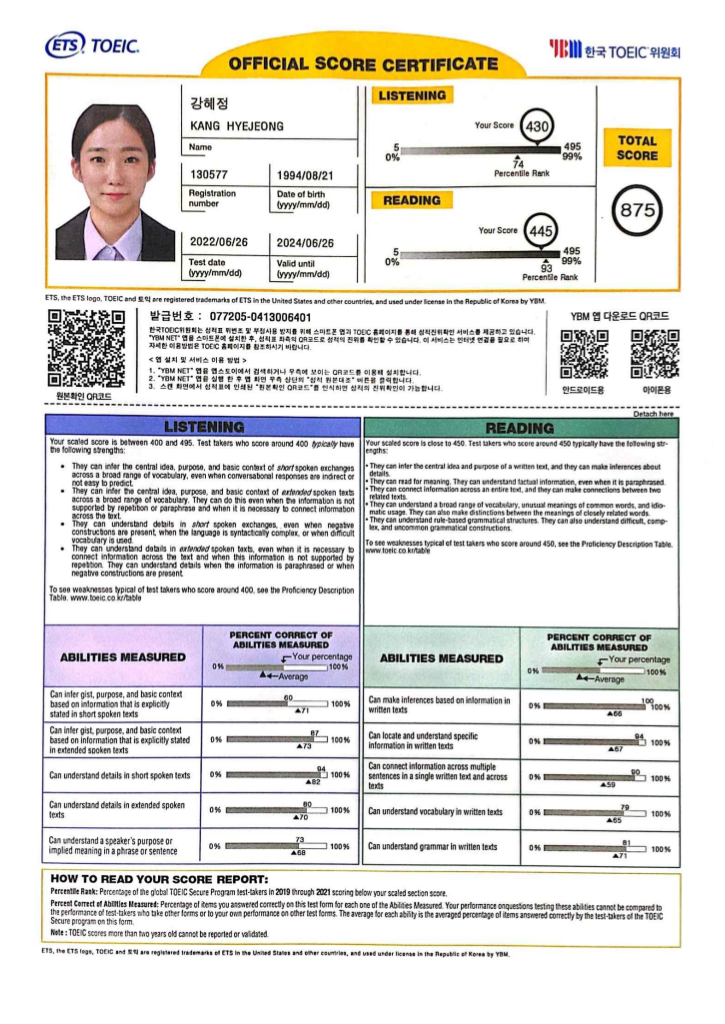 ETS TOEIC.
YBM 한국 TOEIC 위원회
OFFICIAL SCORE CERTIFICATE
강혜정
KANG HYEJEONG
Name
130577
1994/08/21
Registration number
Date of birth (yyyy/mm/dd)
2022/06/26
2024/06/26
Test date (yyyy/mm/dd)
Valid until (yyyy/mm/dd)
LISTENING
Your Score 430
5 495
0% 99%
74
Percentile Rank
READING
Your Score 445
5 495
0% 99%
93
Percentile Rank
TOTAL SCORE
875
ETS, the ETS logo, TOEIC and 토익 are registered trademarks of ETS in the United States and other countries, and used under license in the Republic of Korea by YBM.
원본확인 QR코드
발급번호 : 077205-0413006401
한국TOEIC위원회는 성적표 위변조 및 부정사용 방지를 위해 스마트폰 앱과 TOEIC 홈페이지를 통해 성적진위확인 서비스를 제공하고 있습니다.
"YBM NET" 앱을 스마트폰에 설치한 후, 성적표 좌측의 QR코드로 성적의 진위를 확인할 수 있습니다. 이 서비스는 인터넷 연결을 필요로 하며
자세한 이용방법은 TOEIC 홈페이지를 참조하시기 바랍니다.
< 앱 설치 및 서비스 이용 방법 >
1. "YBM NET" 앱을 앱스토어에서 검색하거나 우측에 보이는 QR코드를 이용해 설치합니다.
2. "YBM NET" 앱을 실행 한 후 앱 화면 우측 상단의 "성적 원본대조" 버튼을 클릭합니다.
3. 스캔 화면에서 성적표에 인쇄된 "원본확인 QR코드"를 인식하면 성적의 진위확인이 가능합니다.
YBM 앱 다운로드 QR코드
안드로이드용
아이폰용
Detach here
LISTENING
Your scaled score is between 400 and 495. Test takers who score around 400 typically have
the following strengths:
• They can infer the central idea, purpose, and basic context of short spoken exchanges
across a broad range of vocabulary, even when conversational responses are indirect or
not easy to predict.
• They can infer the central idea, purpose, and basic context of extended spoken texts
across a broad range of vocabulary. They can do this even when the information is not
supported by repetition or paraphrase and when it is necessary to connect information
across the text.
• They can understand details in short spoken exchanges, even when negative
constructions are present, when the language is syntactically complex, or when difficult
vocabulary is used.
• They can understand details in extended spoken texts, even when it is necessary to
connect information across the text and when this information is not supported by
repetition. They can understand details when the information is paraphrased or when
negative constructions are present.
To see weaknesses typical of test takers who score around 400, see the Proficiency Description
Table. www.toeic.co.kr/table
READING
Your scaled score is close to 450. Test takers who score around 450 typically have the following str-
engths:
• They can infer the central idea and purpose of a written text, and they can make inferences about
details.
• They can read for meaning. They can understand factual information, even when it is paraphrased.
• They can connect information across an entire text, and they can make connections between two
related texts.
• They can understand a broad range of vocabulary, unusual meanings of common words, and idio-
matic usage. They can also make distinctions between the meanings of closely related words.
• They can understand rule-based grammatical structures. They can also understand difficult, comp-
lex, and uncommon grammatical constructions.
To see weaknesses typical of test takers who score around 450, see the Proficiency Description Table.
www.toeic.co.kr/table
ABILITIES MEASURED
PERCENT CORRECT OF ABILITIES MEASURED
Your percentage
0% 100%
Average
Can infer gist, purpose, and basic context
based on information that is explicitly
stated in short spoken texts
0% 60 100%
▲71
Can infer gist, purpose, and basic context
based on information that is explicitly stated
in extended spoken texts
0% 87 100%
▲73
Can understand details in short spoken texts
0% 94 100%
▲82
Can understand details in extended spoken
texts
0% 80 100%
▲70
Can understand a speaker's purpose or
implied meaning in a phrase or sentence
0% 73 100%
▲68
ABILITIES MEASURED
PERCENT CORRECT OF ABILITIES MEASURED
Your percentage
0% 100%
Average
Can make inferences based on information in
written texts
0% 100 100%
▲66
Can locate and understand specific
information in written texts
0% 94 100%
▲67
Can connect information across multiple
sentences in a single written text and across
texts
0% 90 100%
▲59
Can understand vocabulary in written texts
0% 79 100%
▲65
Can understand grammar in written texts
0% 81 100%
▲71
HOW TO READ YOUR SCORE REPORT:
Percentile Rank: Percentage of the global TOEIC Secure Program test-takers in 2019 through 2021 scoring below your scaled section score.
Percent Correct of Abilities Measured: Percentage of items you answered correctly on this test form for each one of the Abilities Measured. Your performance onquestions testing these abilities cannot be compared to
the performance of test-takers who take other forms or to your own performance on other test forms. The average for each ability is the averaged percentage of items answered correctly by the test-takers of the TOEIC
Secure program on this form.
Note : TOEIC scores more than two years old cannot be reported or validated.
ETS, the ETS logo, TOEIC and 토익 are registered trademarks of ETS in the United States and other countries, and used under license in the Republic of Korea by YBM.